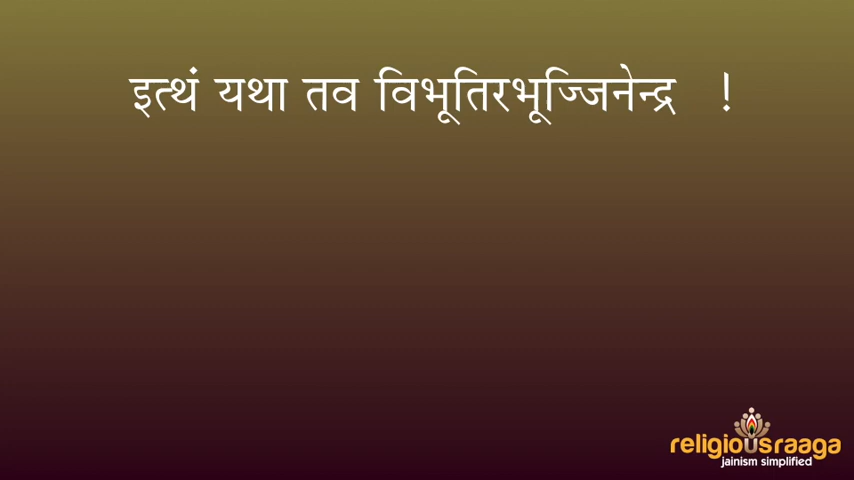 इत्थं यथा तव विभूतिरभूज्जिनेन्द्र !
religiousraaga
jainism simplified